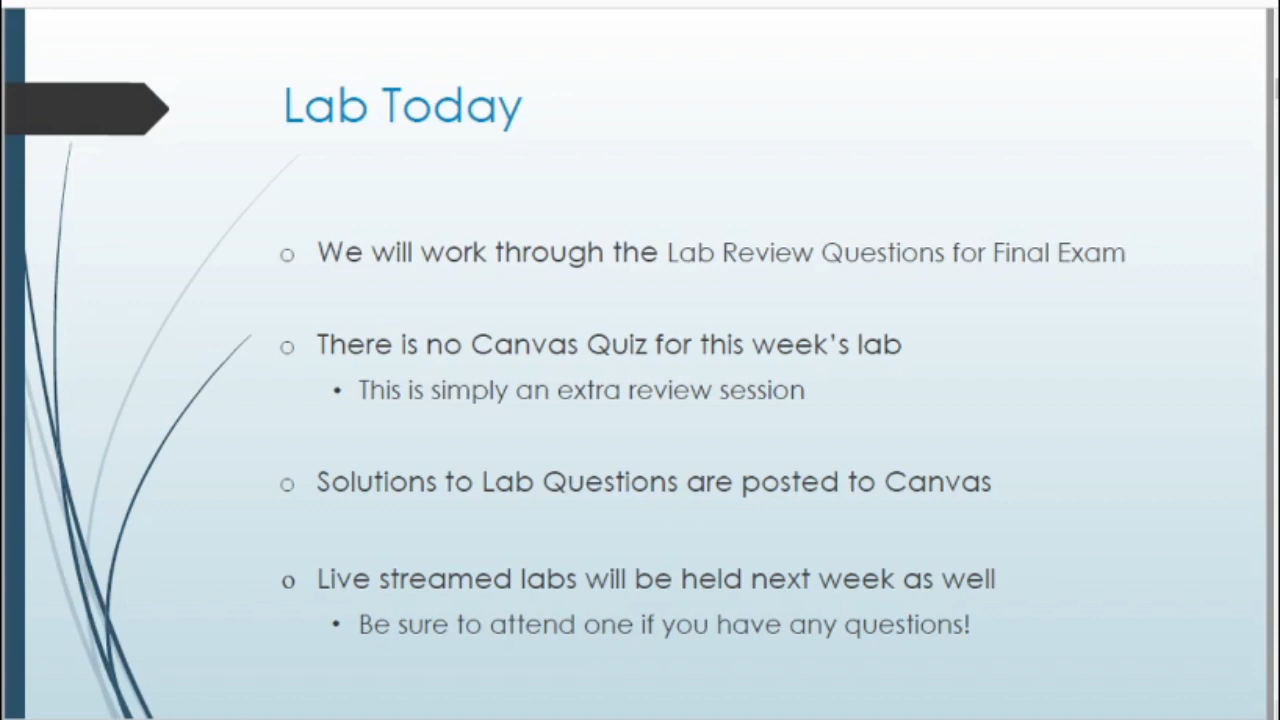 Lab Today
o We will work through the Lab Review Questions for Final Exam
o There is no Canvas Quiz for this week’s lab
• This is simply an extra review session
o Solutions to Lab Questions are posted to Canvas
o Live streamed labs will be held next week as well
• Be sure to attend one if you have any questions!